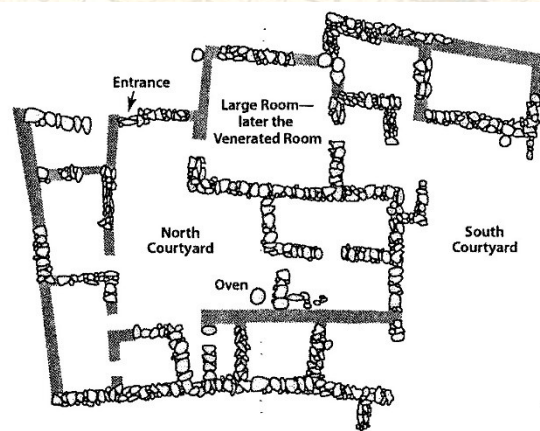 Entrance
Large Room—
later the
Venerated Room
North
Courtyard
South
Courtyard
Oven